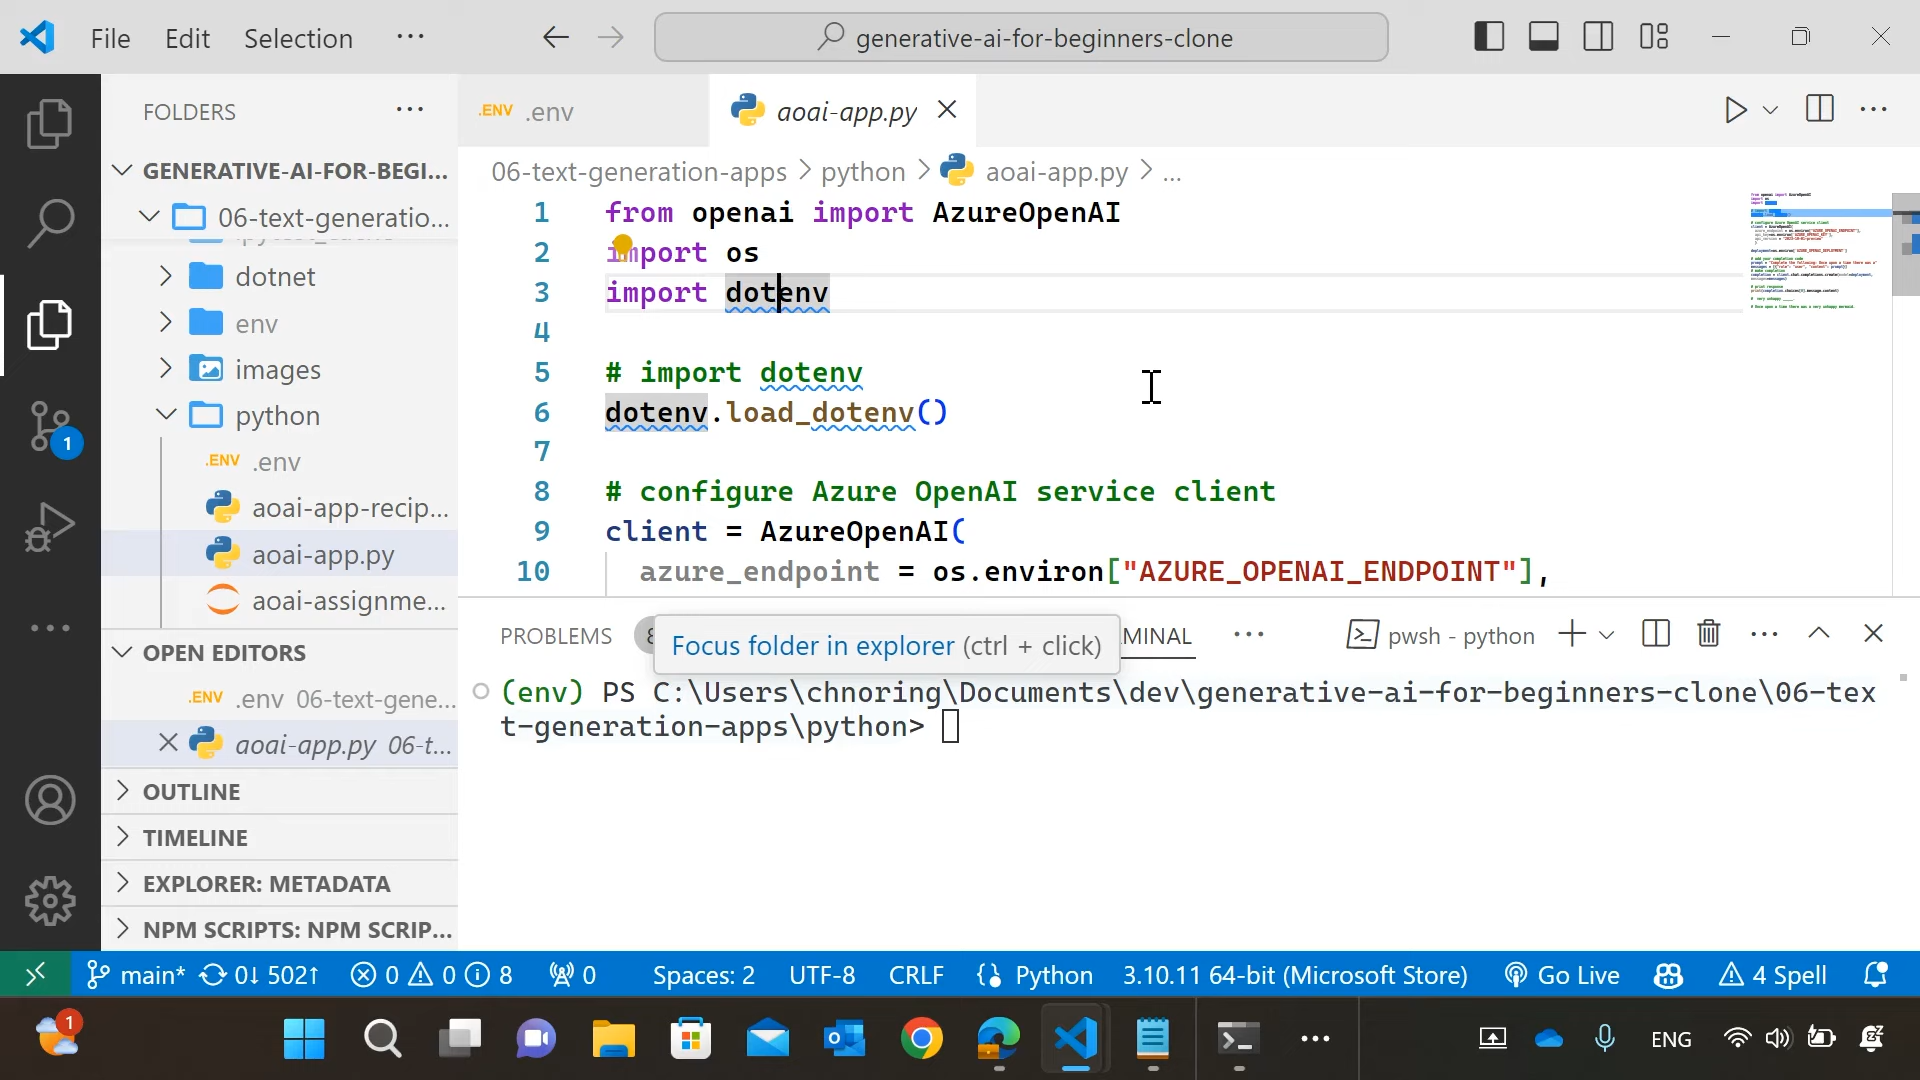 File Edit Selection ...
generative-ai-for-beginners-clone
FOLDERS ...
GENERATIVE-AI-FOR-BEGI...
06-text-generatio...
dotnet
env
images
python
.ENV .env
aoai-app-recip...
aoai-app.py
aoai-assignme...
OPEN EDITORS
.ENV .env 06-text-gene...
aoai-app.py 06-t...
OUTLINE
TIMELINE
EXPLORER: METADATA
NPM SCRIPTS: NPM SCRIP...
1
.ENV .env
aoai-app.py
06-text-generation-apps > python > aoai-app.py > ...
1 from openai import AzureOpenAI
2 import os
3 import dotenv
4
5 # import dotenv
6 dotenv.load_dotenv()
7
8 # configure Azure OpenAI service client
9 client = AzureOpenAI(
10 azure_endpoint = os.environ["AZURE_OPENAI_ENDPOINT"],
PROBLEMS
Focus folder in explorer (ctrl + click)
MINAL ...
pwsh - python
(env) PS C:\Users\chnoring\Documents\dev\generative-ai-for-beginners-clone\06-tex
t-generation-apps\python>
main* 0↓ 502↑ 0 0 8 0 Spaces: 2 UTF-8 CRLF Python 3.10.11 64-bit (Microsoft Store) Go Live 4 Spell
1
ENG